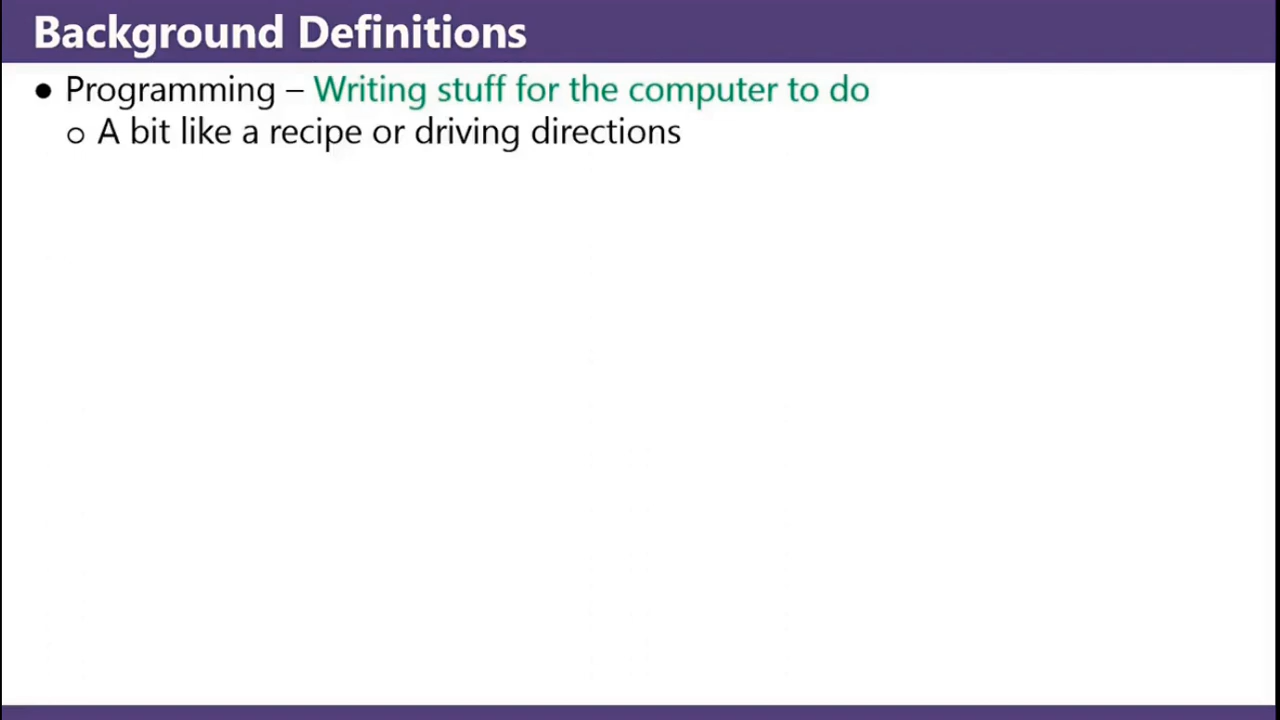 Background Definitions
● Programming – Writing stuff for the computer to do
○ A bit like a recipe or driving directions